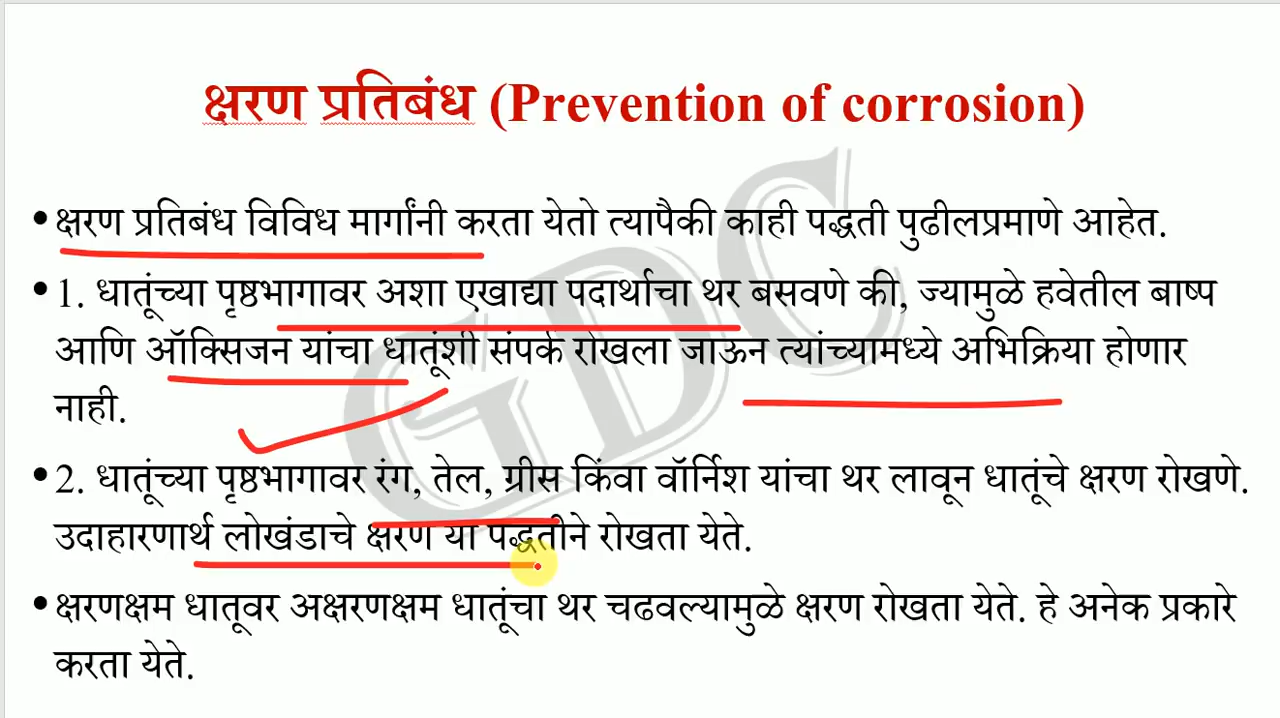 क्षरण प्रतिबंध (Prevention of corrosion)
• क्षरण प्रतिबंध विविध मार्गांनी करता येतो त्यापैकी काही पद्धती पुढीलप्रमाणे आहेत.
• 1. धातूंच्या पृष्ठभागावर अशा एखाद्या पदार्थाचा थर बसवणे की, ज्यामुळे हवेतील बाष्प
आणि ऑक्सिजन यांचा धातूंशी संपर्क रोखला जाऊन त्यांच्यामध्ये अभिक्रिया होणार
नाही.
• 2. धातूंच्या पृष्ठभागावर रंग, तेल, ग्रीस किंवा वॉर्निश यांचा थर लावून धातूंचे क्षरण रोखणे.
उदाहारणार्थ लोखंडाचे क्षरण या पद्धतीने रोखता येते.
• क्षरणक्षम धातूवर अक्षरणक्षम धातूंचा थर चढवल्यामुळे क्षरण रोखता येते. हे अनेक प्रकारे
करता येते.
GDC